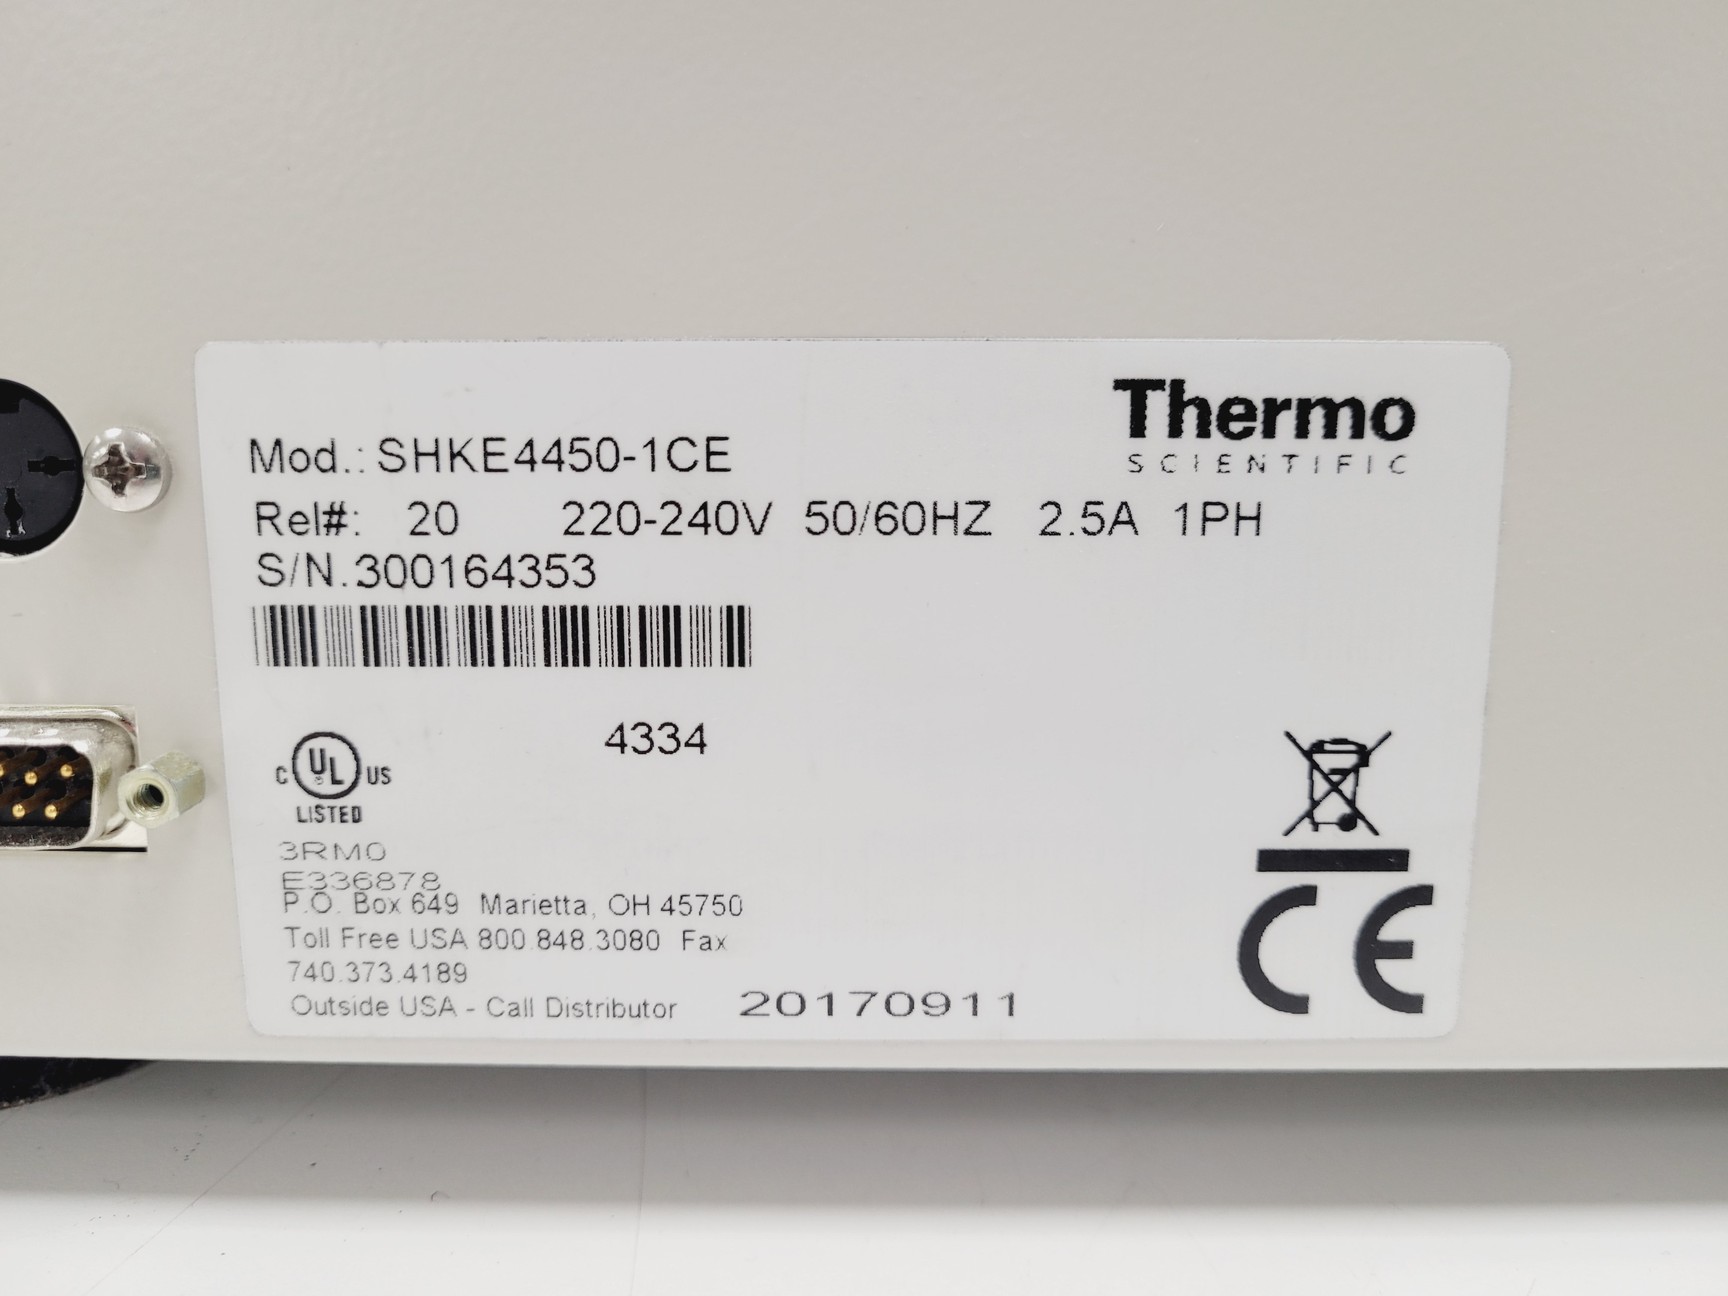 Thermo
SCIENTIFIC
Mod.: SHKE4450-1CE
Rel#: 20 220-240V 50/60HZ 2.5A 1PH
S/N.300164353
4334
C UL US
LISTED
3RM0
E336878
P.O. Box 649 Marietta, OH 45750
Toll Free USA 800.848.3080 Fax
740.373.4189
Outside USA - Call Distributor 20170911
CE